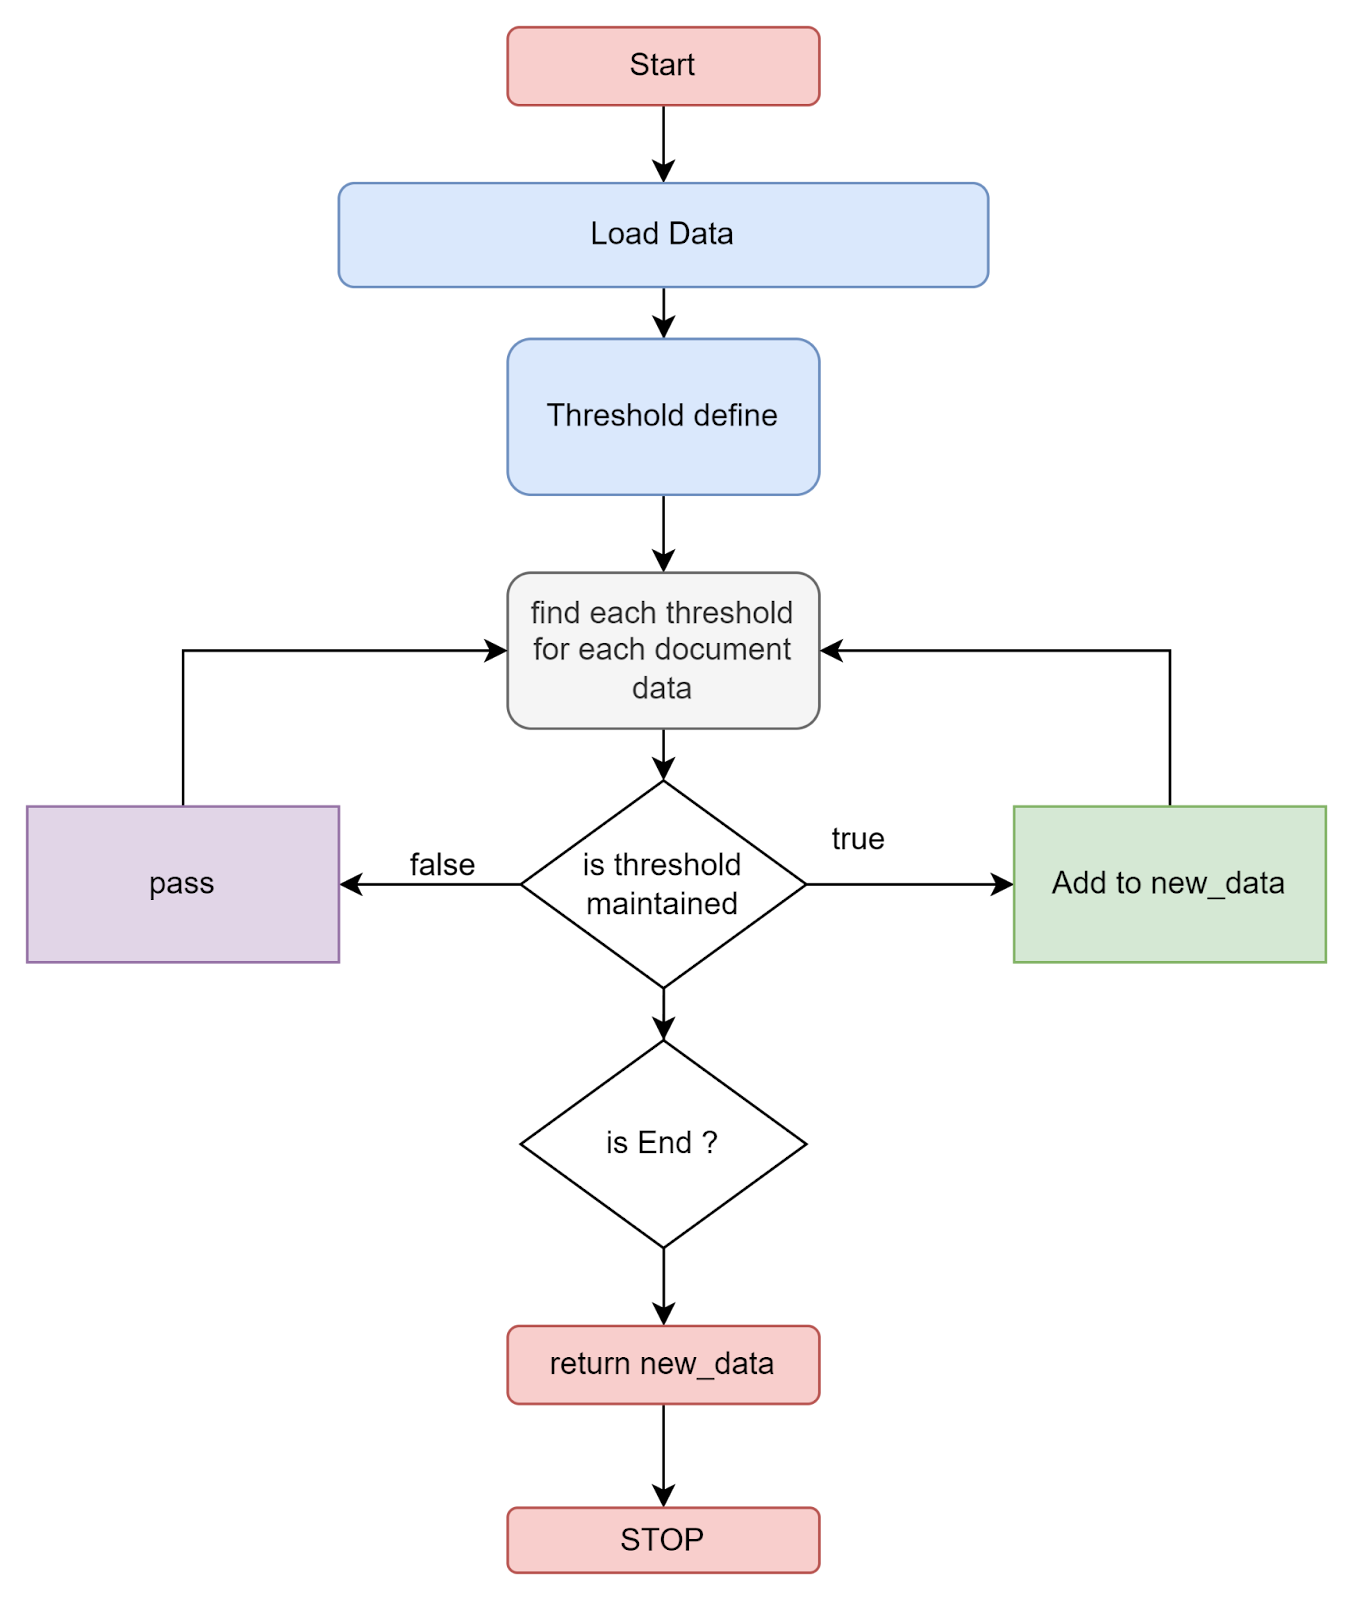 Start
Load Data
Threshold define
find each threshold
for each document
data
pass
false
is threshold
maintained
true
Add to new_data
is End ?
return new_data
STOP